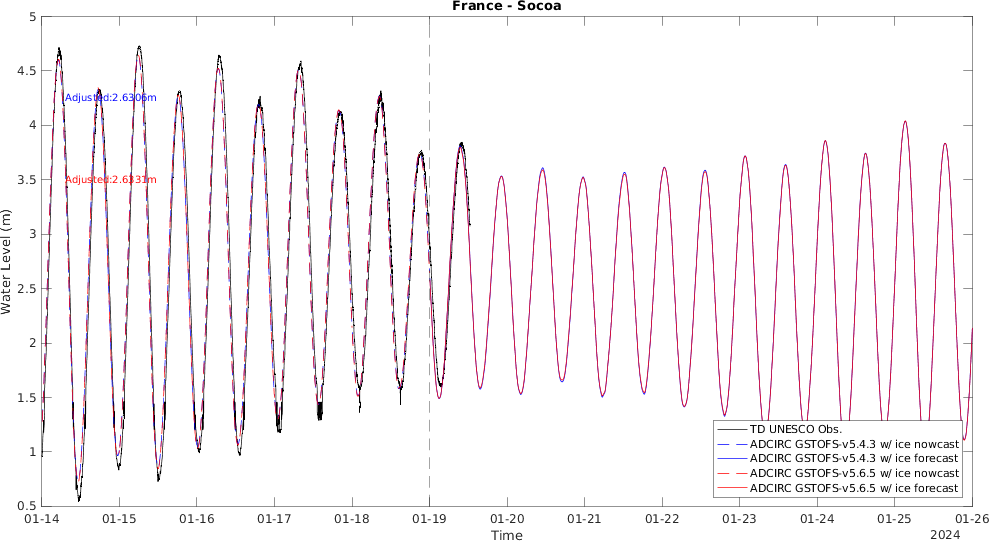 France - Socoa
5
4.5
4
3.5
3
2.5
2
1.5
1
0.5
Water Level (m)
Adjusted:2.6306m
Adjusted:2.6331m
TD UNESCO Obs.
ADCIRC GSTOFS-v5.4.3 w/ ice nowcast
ADCIRC GSTOFS-v5.4.3 w/ ice forecast
ADCIRC GSTOFS-v5.6.5 w/ ice nowcast
ADCIRC GSTOFS-v5.6.5 w/ ice forecast
01-14 01-15 01-16 01-17 01-18 01-19 01-20 01-21 01-22 01-23 01-24 01-25 01-26
Time
2024